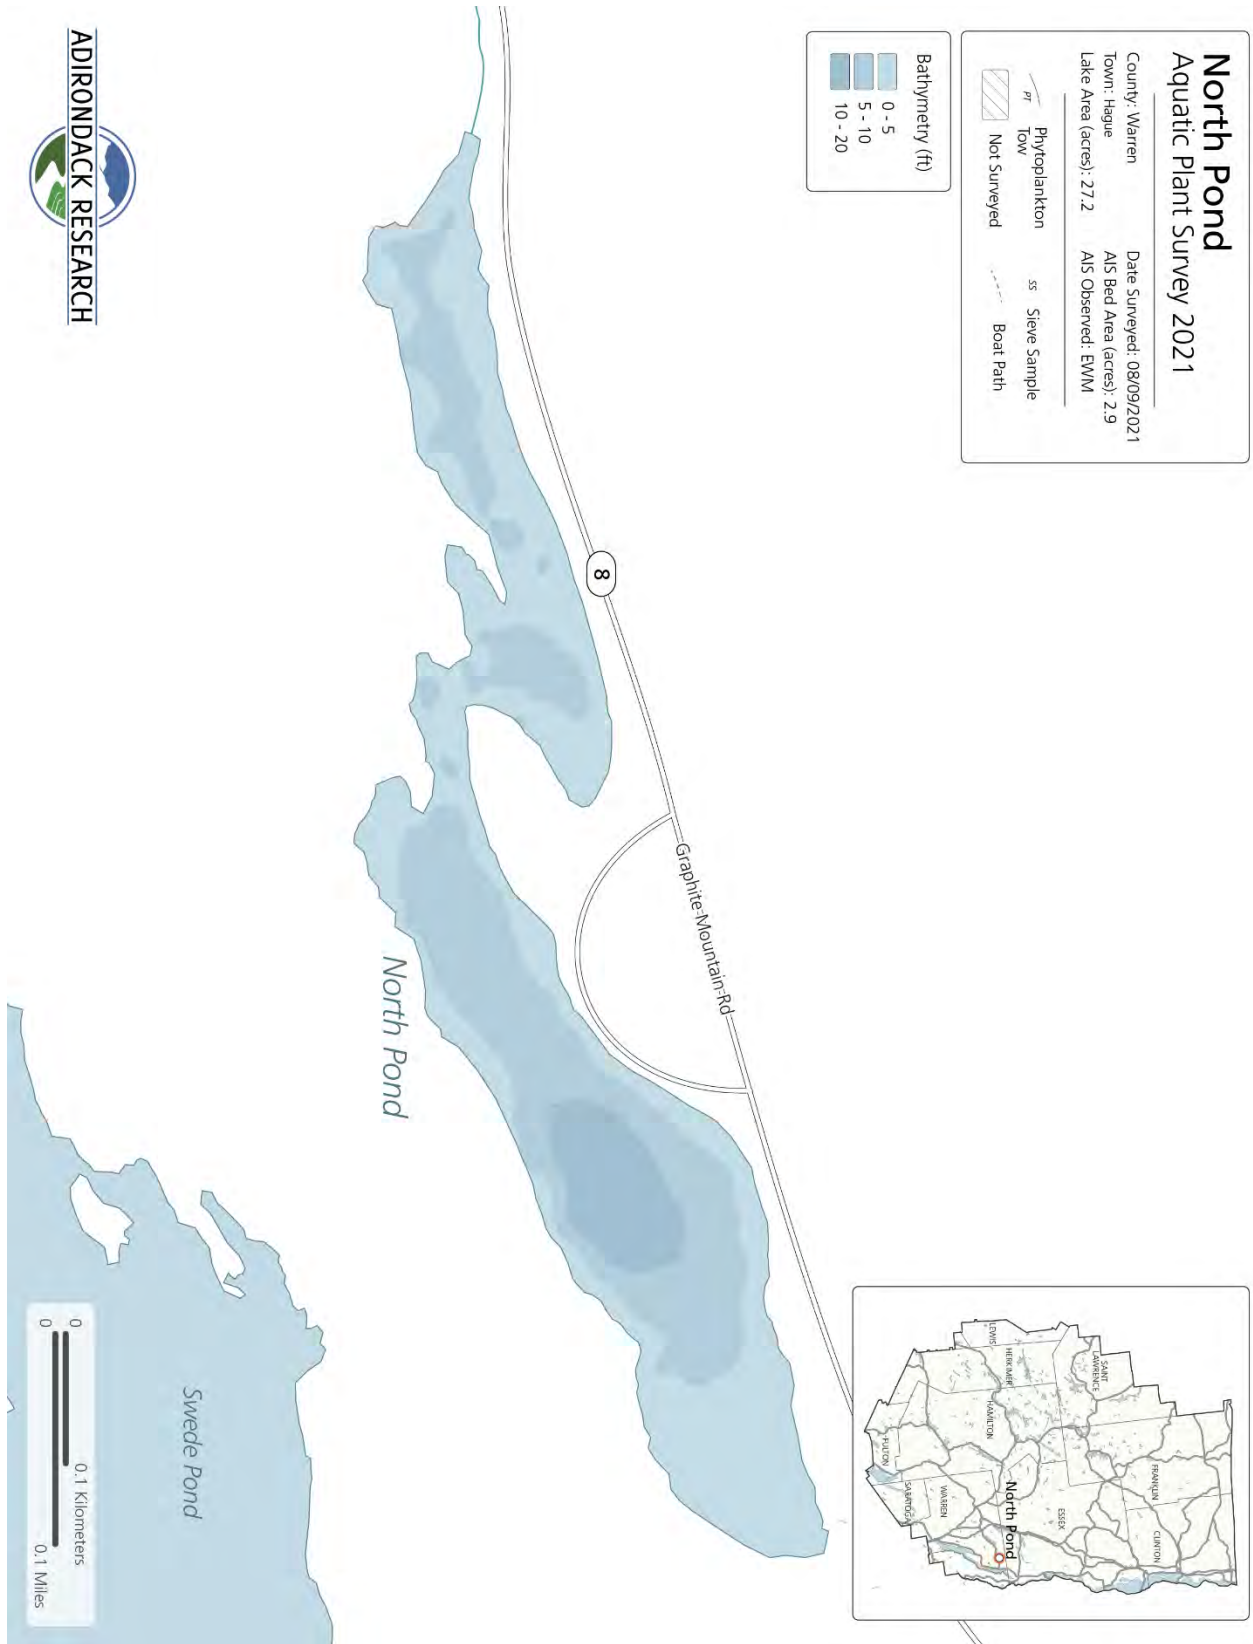 North Pond
Aquatic Plant Survey 2021
County: Warren
Town: Hague
Lake Area (acres): 27.2
Date Surveyed: 08/09/2021
AIS Bed Area (acres): 2.9
AIS Observed: EWM
PT
Phytoplankton
Tow
SS
Sieve Sample
Not Surveyed
Boat Path
Bathymetry (ft)
0 - 5
5 - 10
10 - 20
8
Graphite Mountain Rd
North Pond
Swede Pond
SAINT
LAWRENCE
FRANKLIN
CLINTON
LEWIS
HERKIMER
HAMILTON
ESSEX
North Pond
WARREN
FULTON
SARATOGA
0
0.1 Kilometers
0
0.1 Miles
ADIRONDACK RESEARCH